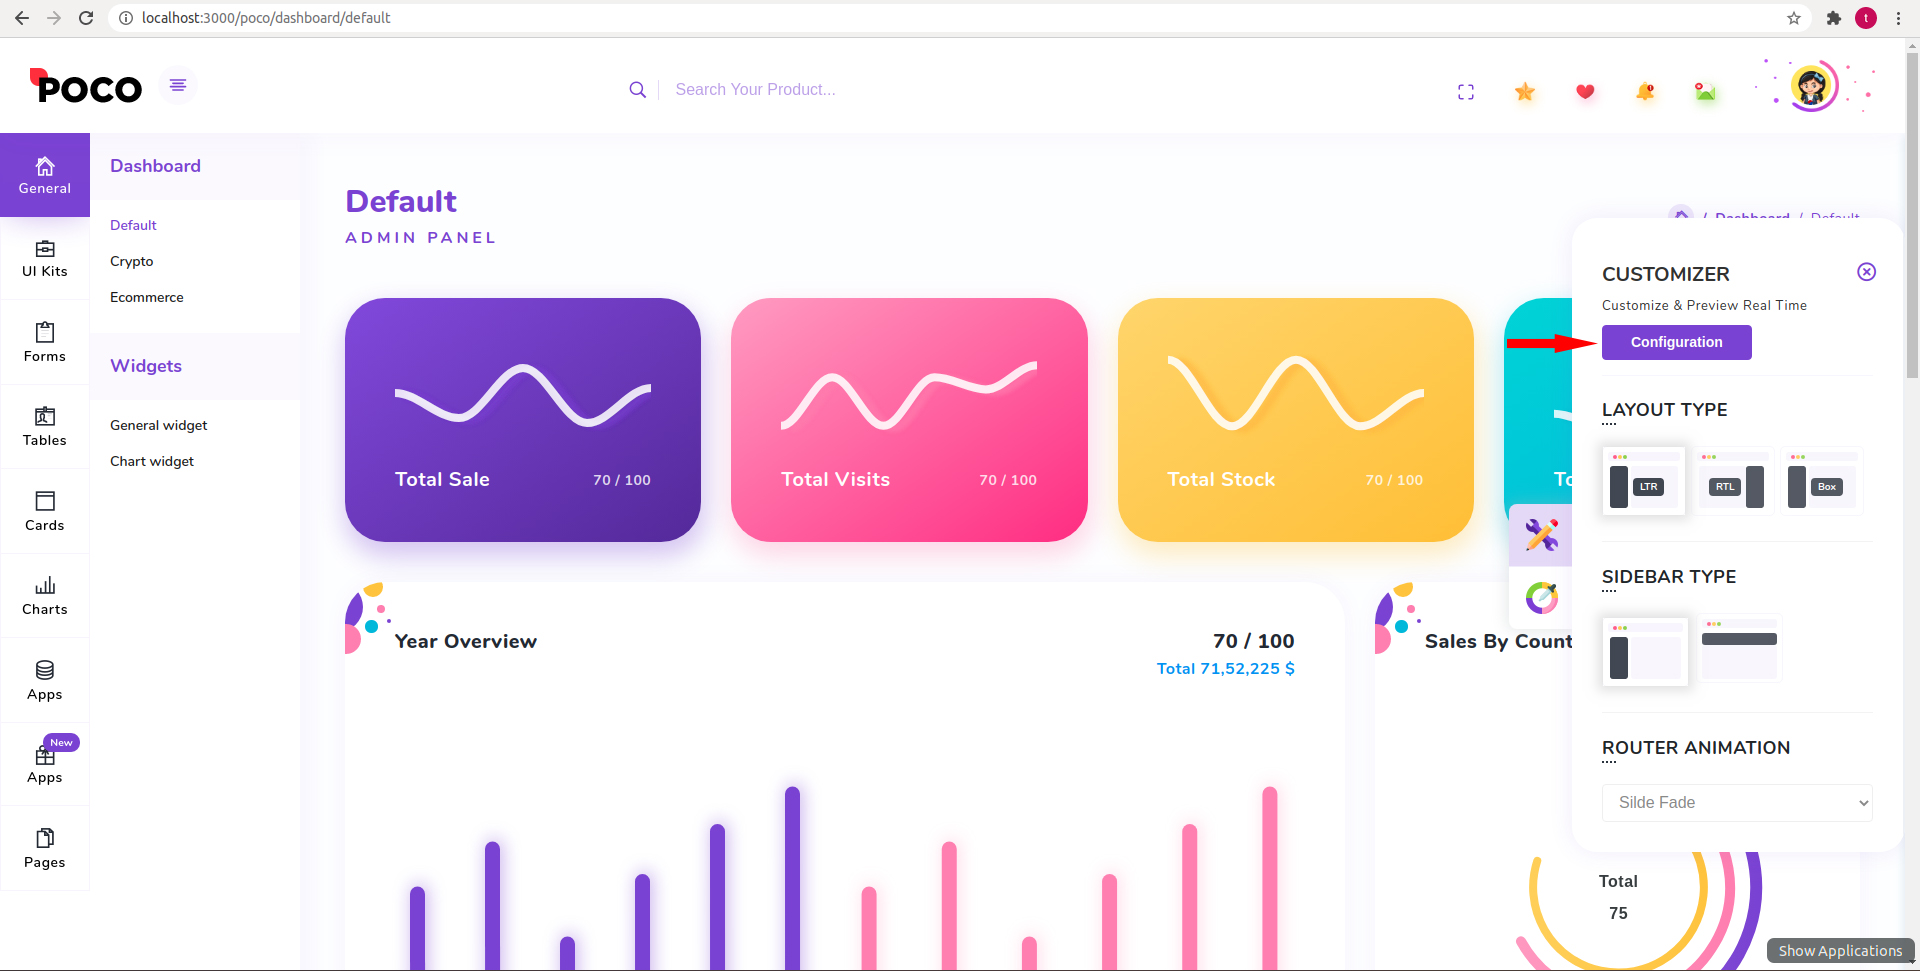 localhost:3000/poco/dashboard/default
t
POCO
Search Your Product...
General
UI Kits
Forms
Tables
Cards
Charts
Apps
New
Apps
Pages
Dashboard
Default
Crypto
Ecommerce
Widgets
General widget
Chart widget
Default
ADMIN PANEL
/ Dashboard / Default
Total Sale 70 / 100
Total Visits 70 / 100
Total Stock 70 / 100
To
Year Overview
70 / 100
Total 71,52,225 $
Sales By Count
Total
75
CUSTOMIZER
Customize & Preview Real Time
Configuration
LAYOUT TYPE
LTR RTL Box
SIDEBAR TYPE
ROUTER ANIMATION
Silde Fade
Show Applications